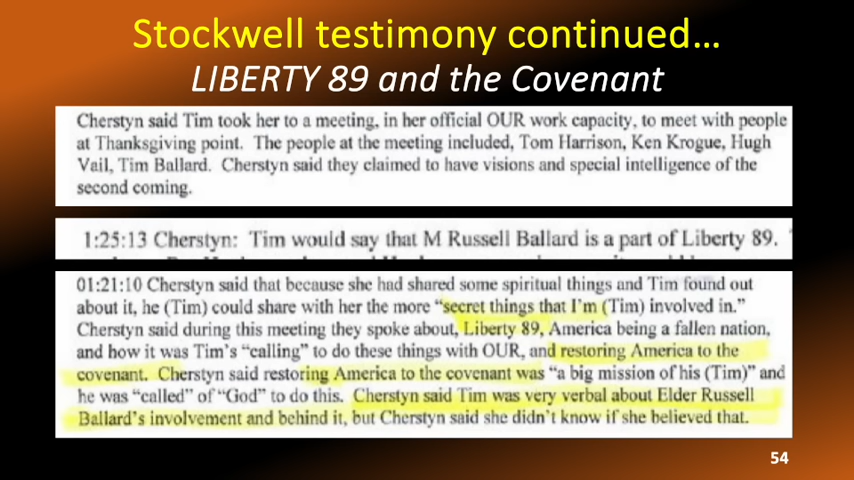 Stockwell testimony continued…
LIBERTY 89 and the Covenant
Cherstyn said Tim took her to a meeting, in her official OUR work capacity, to meet with people
at Thanksgiving point. The people at the meeting included, Tom Harrison, Ken Krogue, Hugh
Vail, Tim Ballard. Cherstyn said they claimed to have visions and special intelligence of the
second coming.
1:25:13 Cherstyn: Tim would say that M Russell Ballard is a part of Liberty 89.
01:21:10 Cherstyn said that because she had shared some spiritual things and Tim found out
about it, he (Tim) could share with her the more “secret things that I’m (Tim) involved in.”
Cherstyn said during this meeting they spoke about, Liberty 89, America being a fallen nation,
and how it was Tim’s “calling” to do these things with OUR, and restoring America to the
covenant. Cherstyn said restoring America to the covenant was “a big mission of his (Tim)” and
he was “called” of “God” to do this. Cherstyn said Tim was very verbal about Elder Russell
Ballard’s involvement and behind it, but Cherstyn said she didn’t know if she believed that.
54